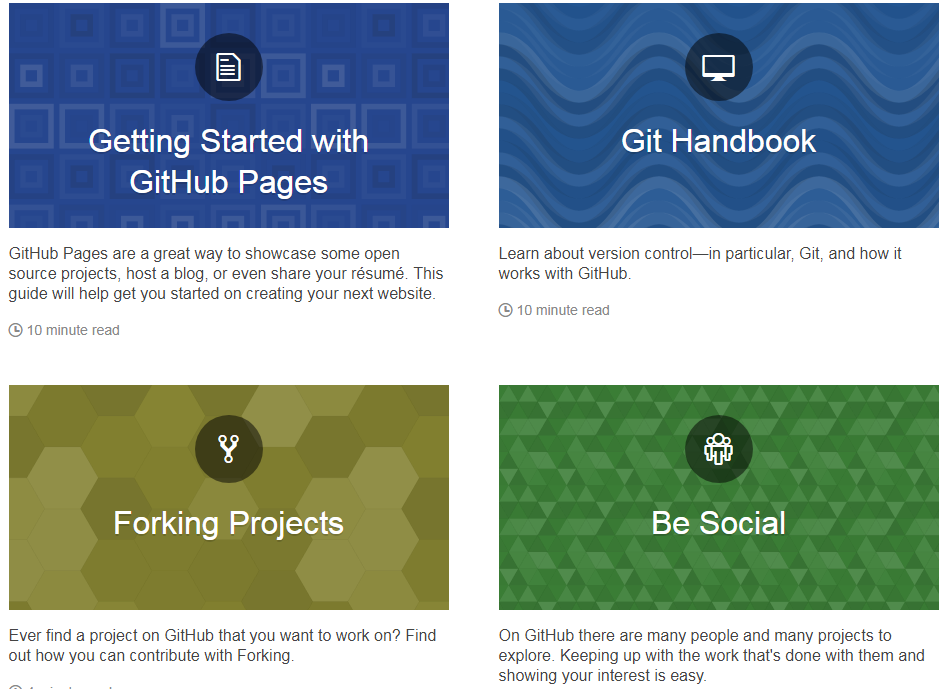 Getting Started with
GitHub Pages
GitHub Pages are a great way to showcase some open
source projects, host a blog, or even share your résumé. This
guide will help get you started on creating your next website.
10 minute read
Git Handbook
Learn about version control—in particular, Git, and how it
works with GitHub.
10 minute read
Forking Projects
Ever find a project on GitHub that you want to work on? Find
out how you can contribute with Forking.
Be Social
On GitHub there are many people and many projects to
explore. Keeping up with the work that's done with them and
showing your interest is easy.